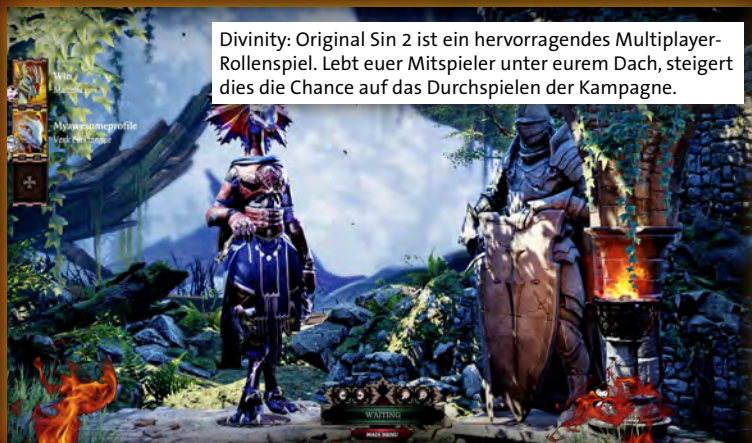 Divinity: Original Sin 2 ist ein hervorragendes Multiplayer-
Rollenspiel. Lebt euer Mitspieler unter eurem Dach, steigert
dies die Chance auf das Durchspielen der Kampagne.
Win
Myawesomeprofile
WAITING
MAIN MENU